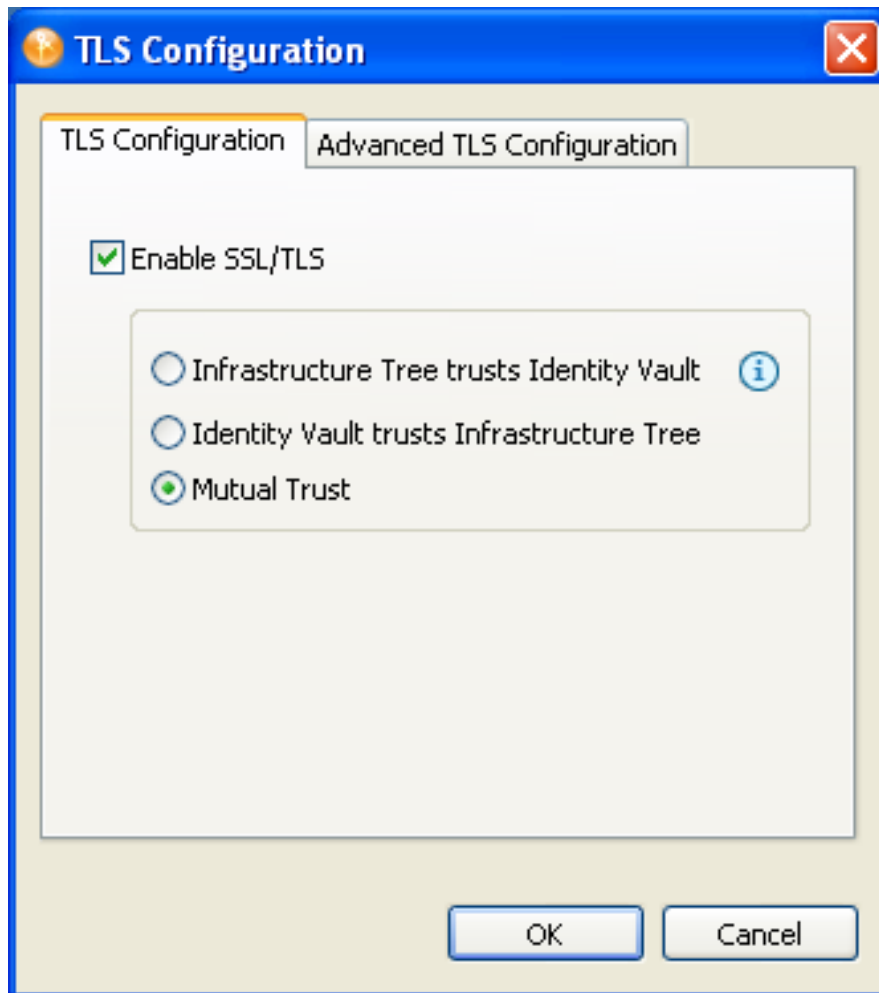 TLS Configuration
TLS Configuration
Advanced TLS Configuration
Enable SSL/TLS
Infrastructure Tree trusts Identity Vault
Identity Vault trusts Infrastructure Tree
Mutual Trust
OK
Cancel